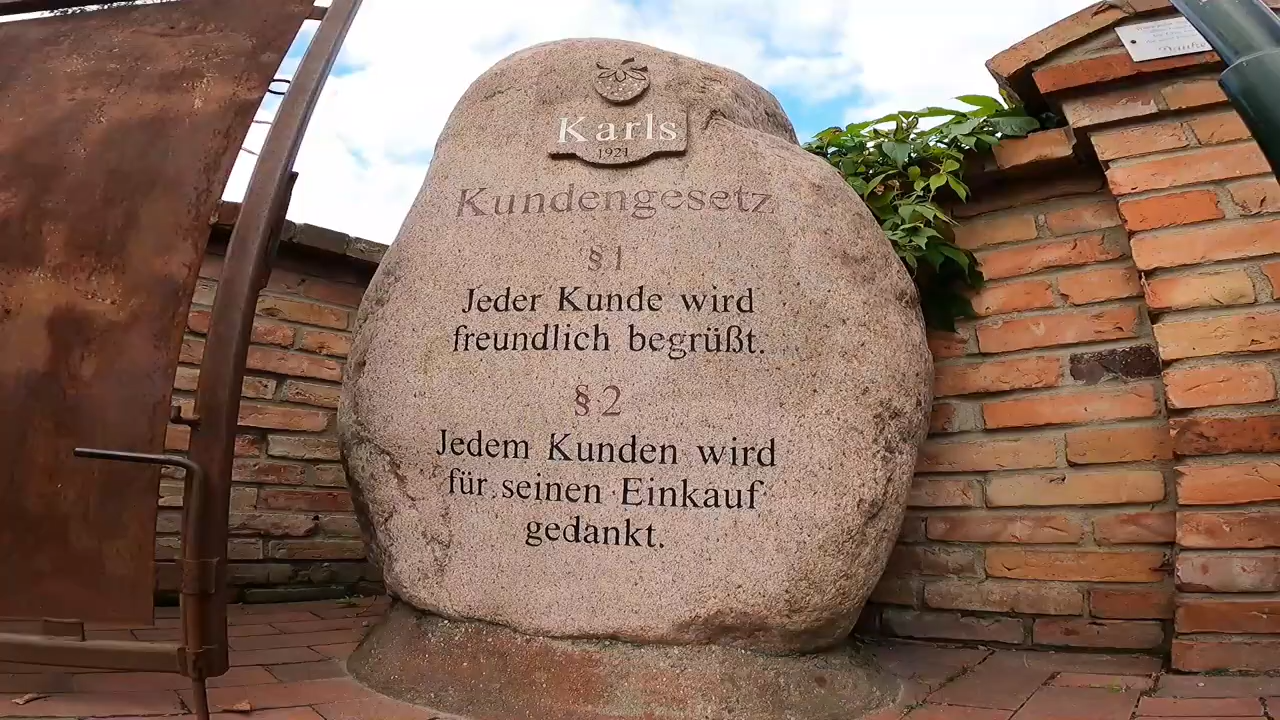 Karls
1921
Kundengesetz
§ 1
Jeder Kunde wird
freundlich begrüßt.
§ 2
Jedem Kunden wird
für seinen Einkauf
gedankt.